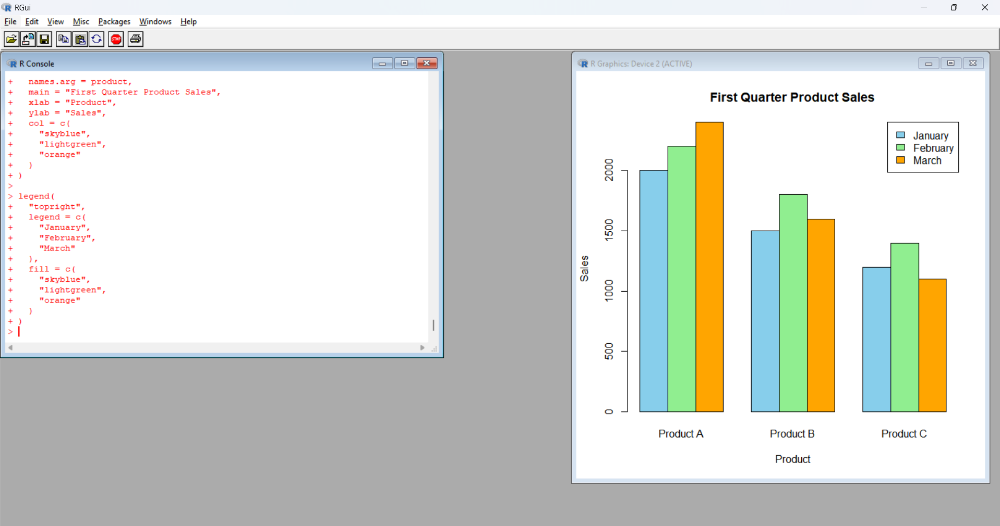 RGui
File Edit View Misc Packages Windows Help
STOP
R Console
+   names.arg = product,
+   main = "First Quarter Product Sales",
+   xlab = "Product",
+   ylab = "Sales",
+   col = c(
+     "skyblue",
+     "lightgreen",
+     "orange"
+   )
+ )
>
> legend(
+   "topright",
+   legend = c(
+     "January",
+     "February",
+     "March"
+   ),
+   fill = c(
+     "skyblue",
+     "lightgreen",
+     "orange"
+   )
+ )
>
R Graphics: Device 2 (ACTIVE)
First Quarter Product Sales
January
February
March
Sales
2000
1500
1000
500
0
Product A Product B Product C
Product